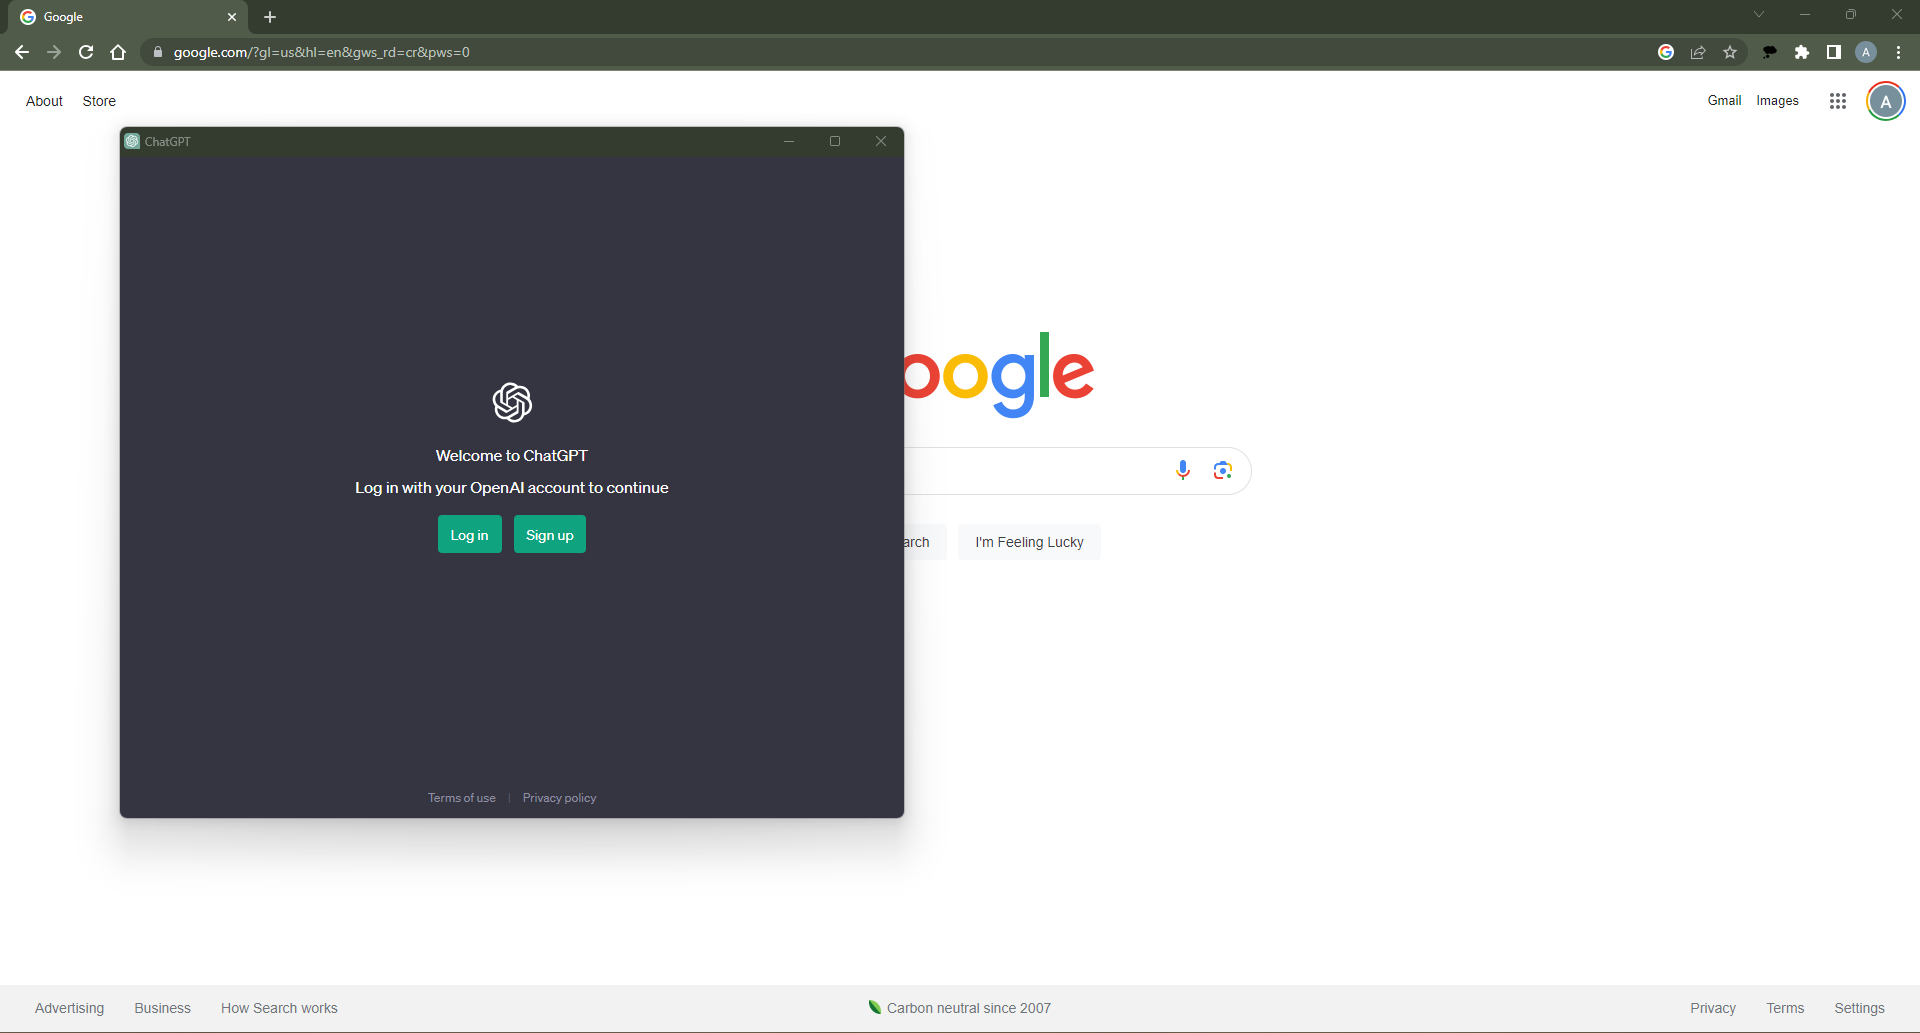 Google
google.com/?gl=us&hl=en&gws_rd=cr&pws=0
A
About Store
Gmail Images
A
ChatGPT
oogle
Welcome to ChatGPT
Log in with your OpenAI account to continue
Log in Sign up
arch I'm Feeling Lucky
Terms of use | Privacy policy
Advertising Business How Search works
Carbon neutral since 2007
Privacy Terms Settings